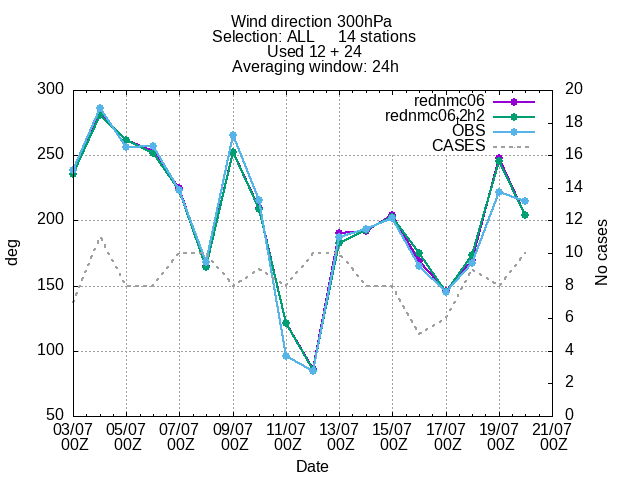 Wind direction 300hPa
Selection: ALL 14 stations
Used 12 + 24
Averaging window: 24h
300
250
200
150
100
50
deg
20
18
16
14
12
10
8
6
4
2
0
No cases
rednmc06
rednmc06.2h2
OBS
CASES
03/07 05/07 07/07 09/07 11/07 13/07 15/07 17/07 19/07 21/07
00Z 00Z 00Z 00Z 00Z 00Z 00Z 00Z 00Z 00Z
Date